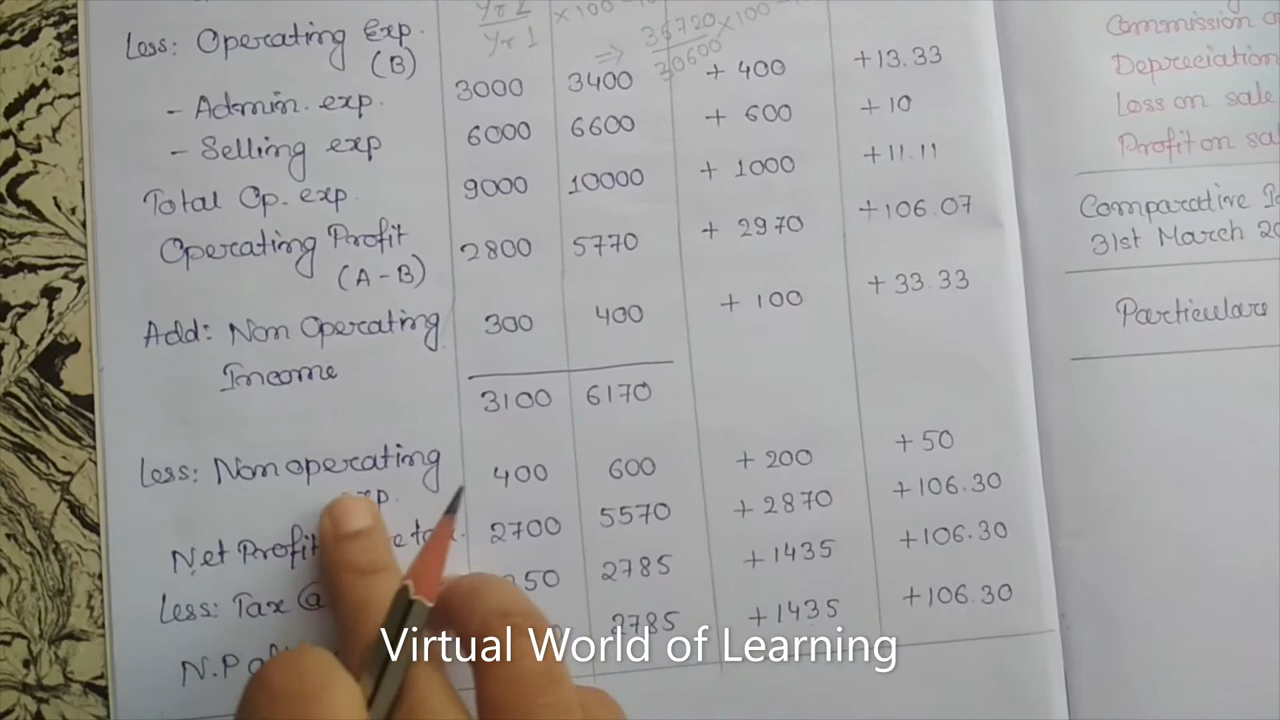 Yr 2 × 100
Yr 1
⇒ 36720 × 100
30600
Less: Operating Exp.
(B)
- Admin. exp. 3000 3400 + 400 +13.33
- Selling exp 6000 6600 + 600 +10
Total Op. exp. 9000 10000 + 1000 +11.11
Operating Profit 2800 5770 + 2970 +106.07
(A-B)
Add: Non Operating 300 400 + 100 +33.33
Income
3100 6170
Less: Non operating 400 600 + 200 +50
Net Profit 2700 5570 + 2870 +106.30
Less: Tax @ 2785 +1435 +106.30
2785 +1435 +106.30
Commission
Depreciation
Loss on sale
Profit on
Comparative
31st March
Particulars
Virtual World of Learning